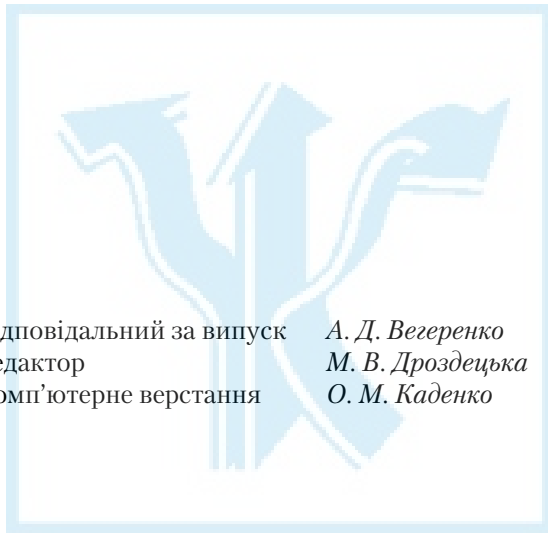 дповідальний за випуск А. Д. Вегеренко
едактор М. В. Дроздецька
омп’ютерне верстання О. М. Каденко